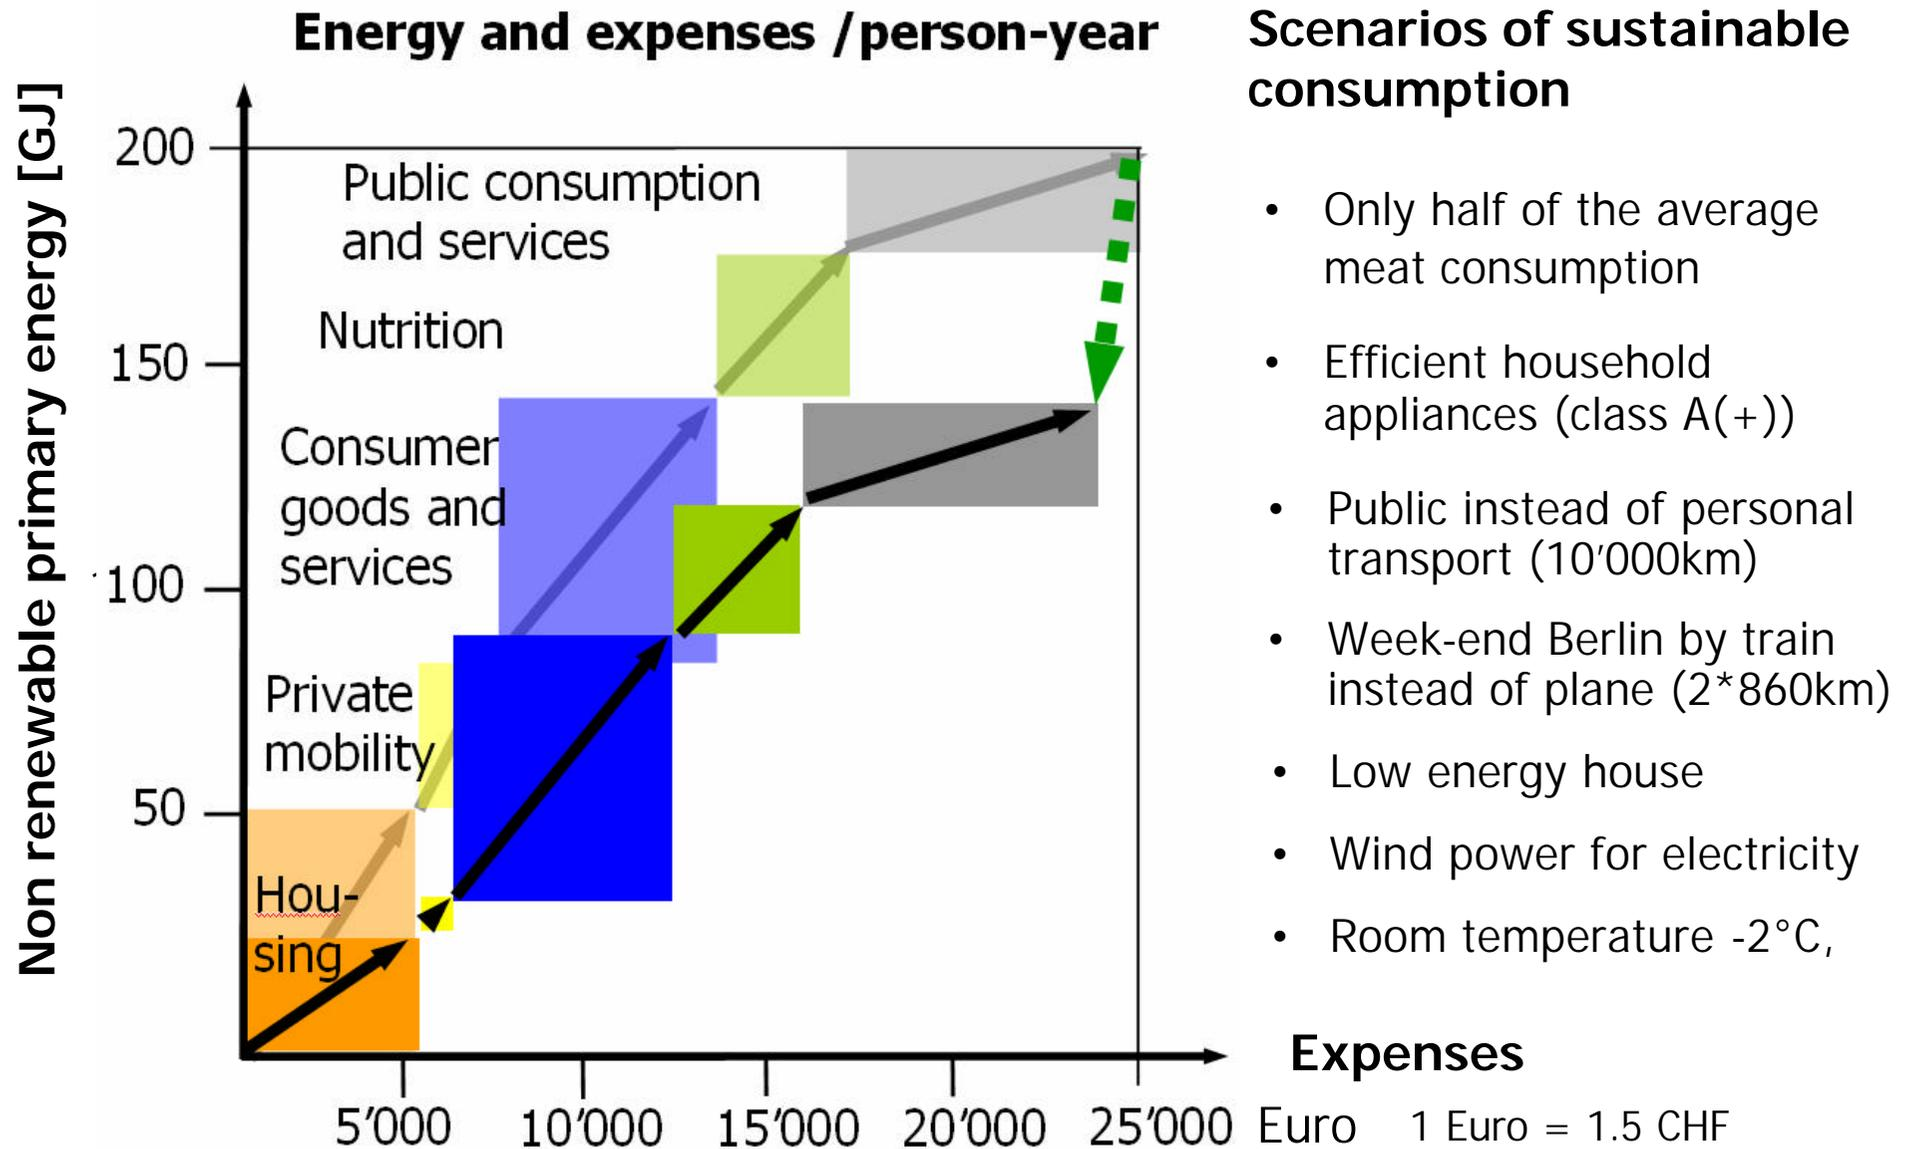 Energy and expenses /person-year
Non renewable primary energy [GJ]
200
150
100
50
Public consumption
and services
Nutrition
Consumer
goods and
services
Private
mobility
Hou-
sing
5’000
10’000
15’000
20’000
25’000
Scenarios of sustainable
consumption
• Only half of the average
meat consumption
• Efficient household
appliances (class A(+))
• Public instead of personal
transport (10’000km)
• Week-end Berlin by train
instead of plane (2*860km)
• Low energy house
• Wind power for electricity
• Room temperature -2°C,
Expenses
Euro 1 Euro = 1.5 CHF